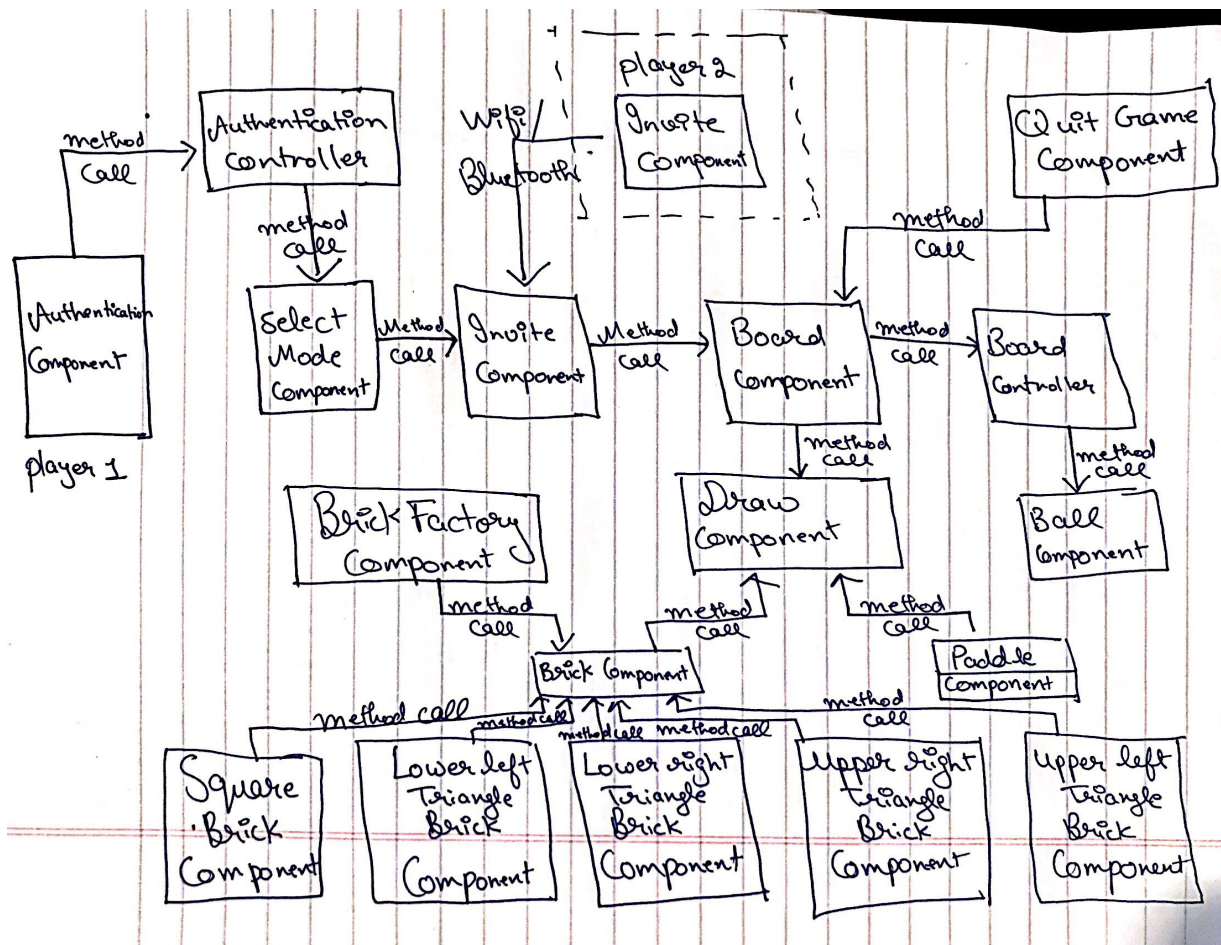 player 2
Authentication
Controller
Wifi/
Bluetooth
Invite
Component
Quit Game
Component
method
call
method
call
method
call
Authentication
Component
player 1
Select
Mode
Component
Method
call
Invite
Component
Method
call
Board
Component
method
call
Board
Controller
method
call
method
call
Brick Factory
Component
Draw
Component
Ball
Component
method
call
method
call
method
call
Brick Component
Paddle
Component
method call
method call
method call
method call
method
call
Square
Brick
Component
Lower left
Triangle
Brick
Component
Lower right
Triangle
Brick
Component
Upper right
Triangle
Brick
Component
Upper left
Triangle
Brick
Component